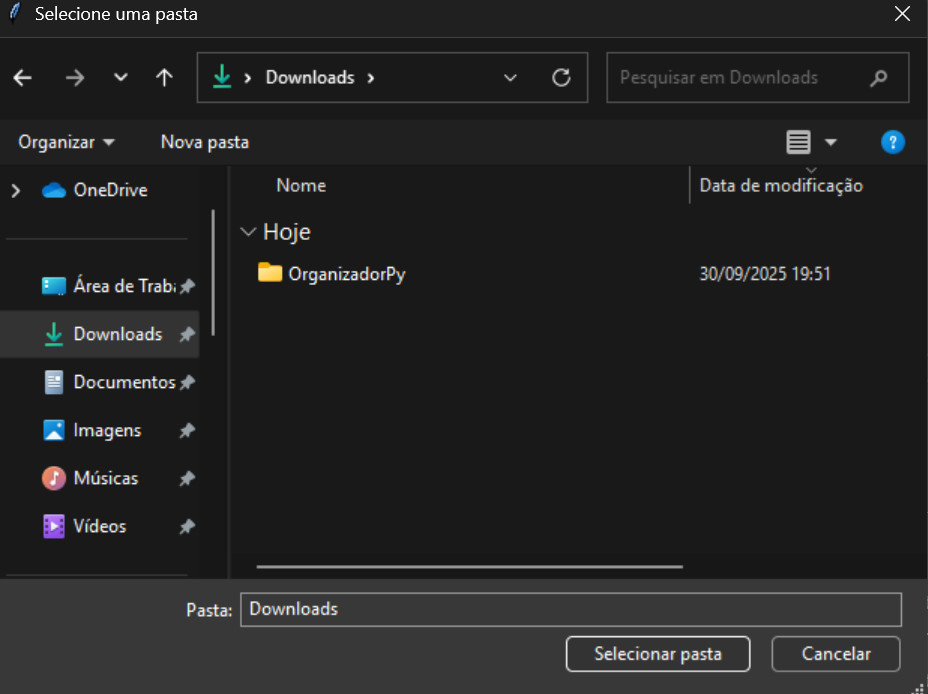 Selecione uma pasta
Downloads
Pesquisar em Downloads
Organizar
Nova pasta
?
OneDrive
Nome
Data de modificação
Hoje
OrganizadorPy
30/09/2025 19:51
Área de Traba
Downloads
Documentos
Imagens
Músicas
Vídeos
Pasta:
Downloads
Selecionar pasta
Cancelar